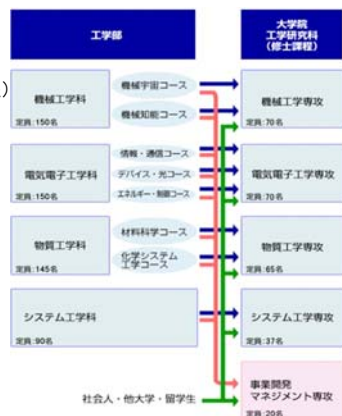 工学部
大学院
工学研究科
(修士課程)
)
機械工学科
定員:150名
機械宇宙コース
機械知能コース
機械工学専攻
定員:70名
電気電子工学科
定員:150名
情報・通信コース
デバイス・光コース
エネルギー・制御コース
電気電子工学専攻
定員:70名
物質工学科
定員:145名
材料科学コース
化学システム
工学コース
物質工学専攻
定員:65名
システム工学科
定員:90名
システム工学専攻
定員:37名
社会人・他大学・留学生
事業開発
マネジメント専攻
定員:20名